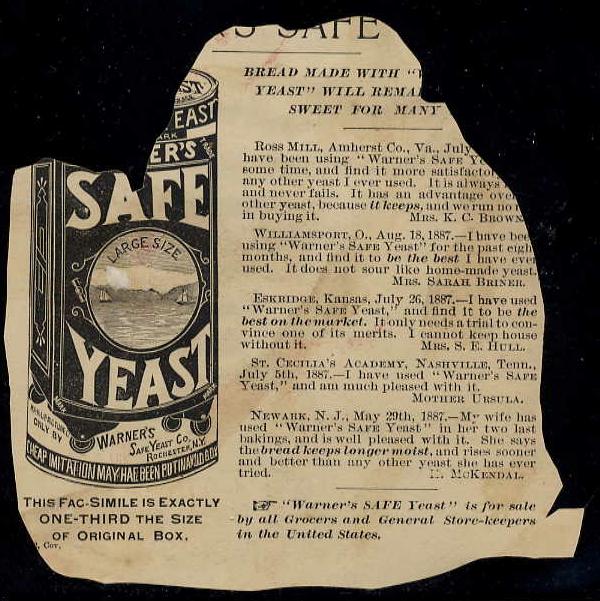 SAFE
BREAD MADE WITH "
YEAST" WILL REMAI
SWEET FOR MANY
ROSS MILL, Amherst Co., Va., July
have been using "Warner's SAFE YE
some time, and find it more satisfactor
any other yeast I ever used. It is always
and never fails. It has an advantage over
other yeast, because it keeps, and we run no
in buying it. MRS. K. C. BROWN
WILLIAMSPORT, O., Aug. 18, 1887.—I have bee
using "Warner's SAFE Yeast" for the past eigh
months, and find it to be the best I have ever
used. It does not sour like home-made yeast.
MRS. SARAH BRINER.
ESKRIDGE, Kansas, July 26, 1887.—I have used
"Warner's SAFE Yeast," and find it to be the
best on the market. It only needs a trial to con-
vince one of its merits. I cannot keep house
without it. MRS. S. E. HULL.
ST. CECILIA'S ACADEMY, NASHVILLE, Tenn.,
July 5th, 1887.—I have used "Warner's SAFE
Yeast," and am much pleased with it.
MOTHER URSULA.
NEWARK, N. J., May 29th, 1887.—My wife has
used "Warner's SAFE Yeast" in her two last
bakings, and is well pleased with it. She says
the bread keeps longer moist, and rises sooner
and better than any other yeast she has ever
tried. H. MCKENDAL.
☞ "Warner's SAFE Yeast" is for sale
by all Grocers and General Store-keepers
in the United States.
EAST
ER'S
SAFE
LARGE SIZE
YEAST
MANUFACTURED
ONLY BY
WARNER'S
SAFE YEAST CO.
ROCHESTER, N.Y.
CHEAP IMITATION MAY HAVE BEEN PUT IN AN OLD BOX
THIS FAC-SIMILE IS EXACTLY
ONE-THIRD THE SIZE
OF ORIGINAL BOX.
Cov.